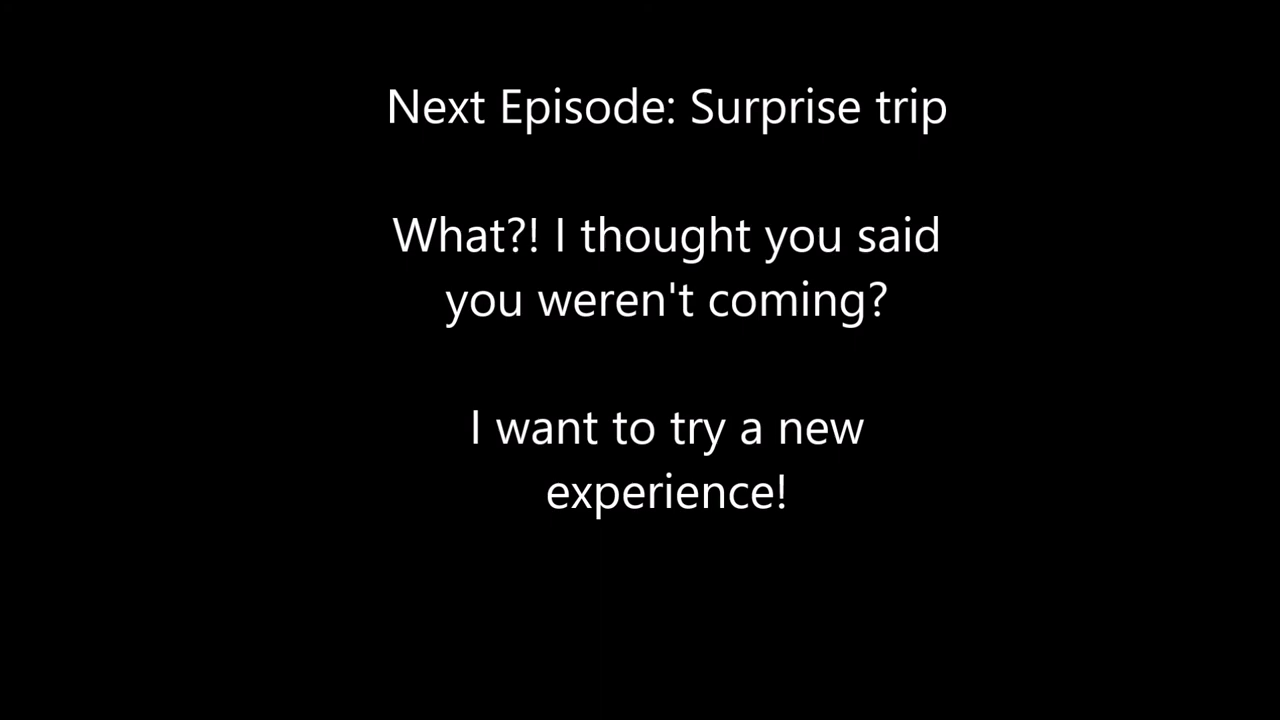 Next Episode: Surprise trip
What?! I thought you said
you weren't coming?
I want to try a new
experience!